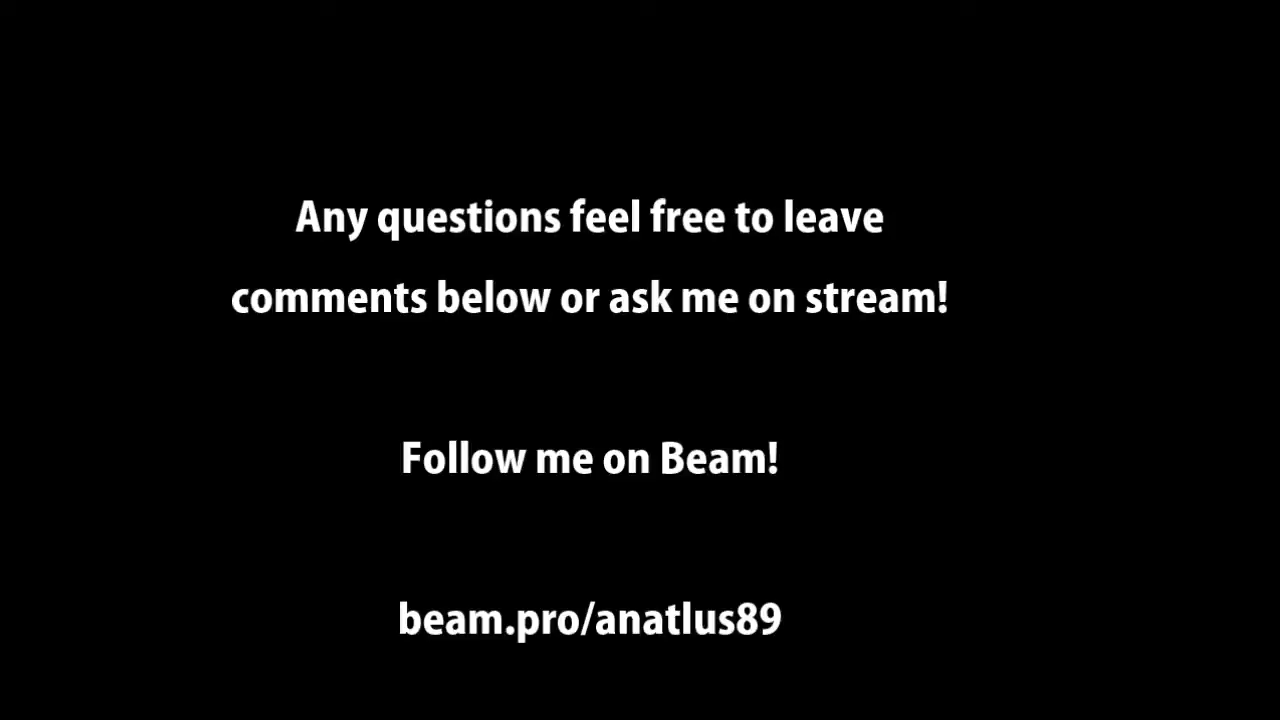 Any questions feel free to leave
comments below or ask me on stream!
Follow me on Beam!
beam.pro/anatlus89